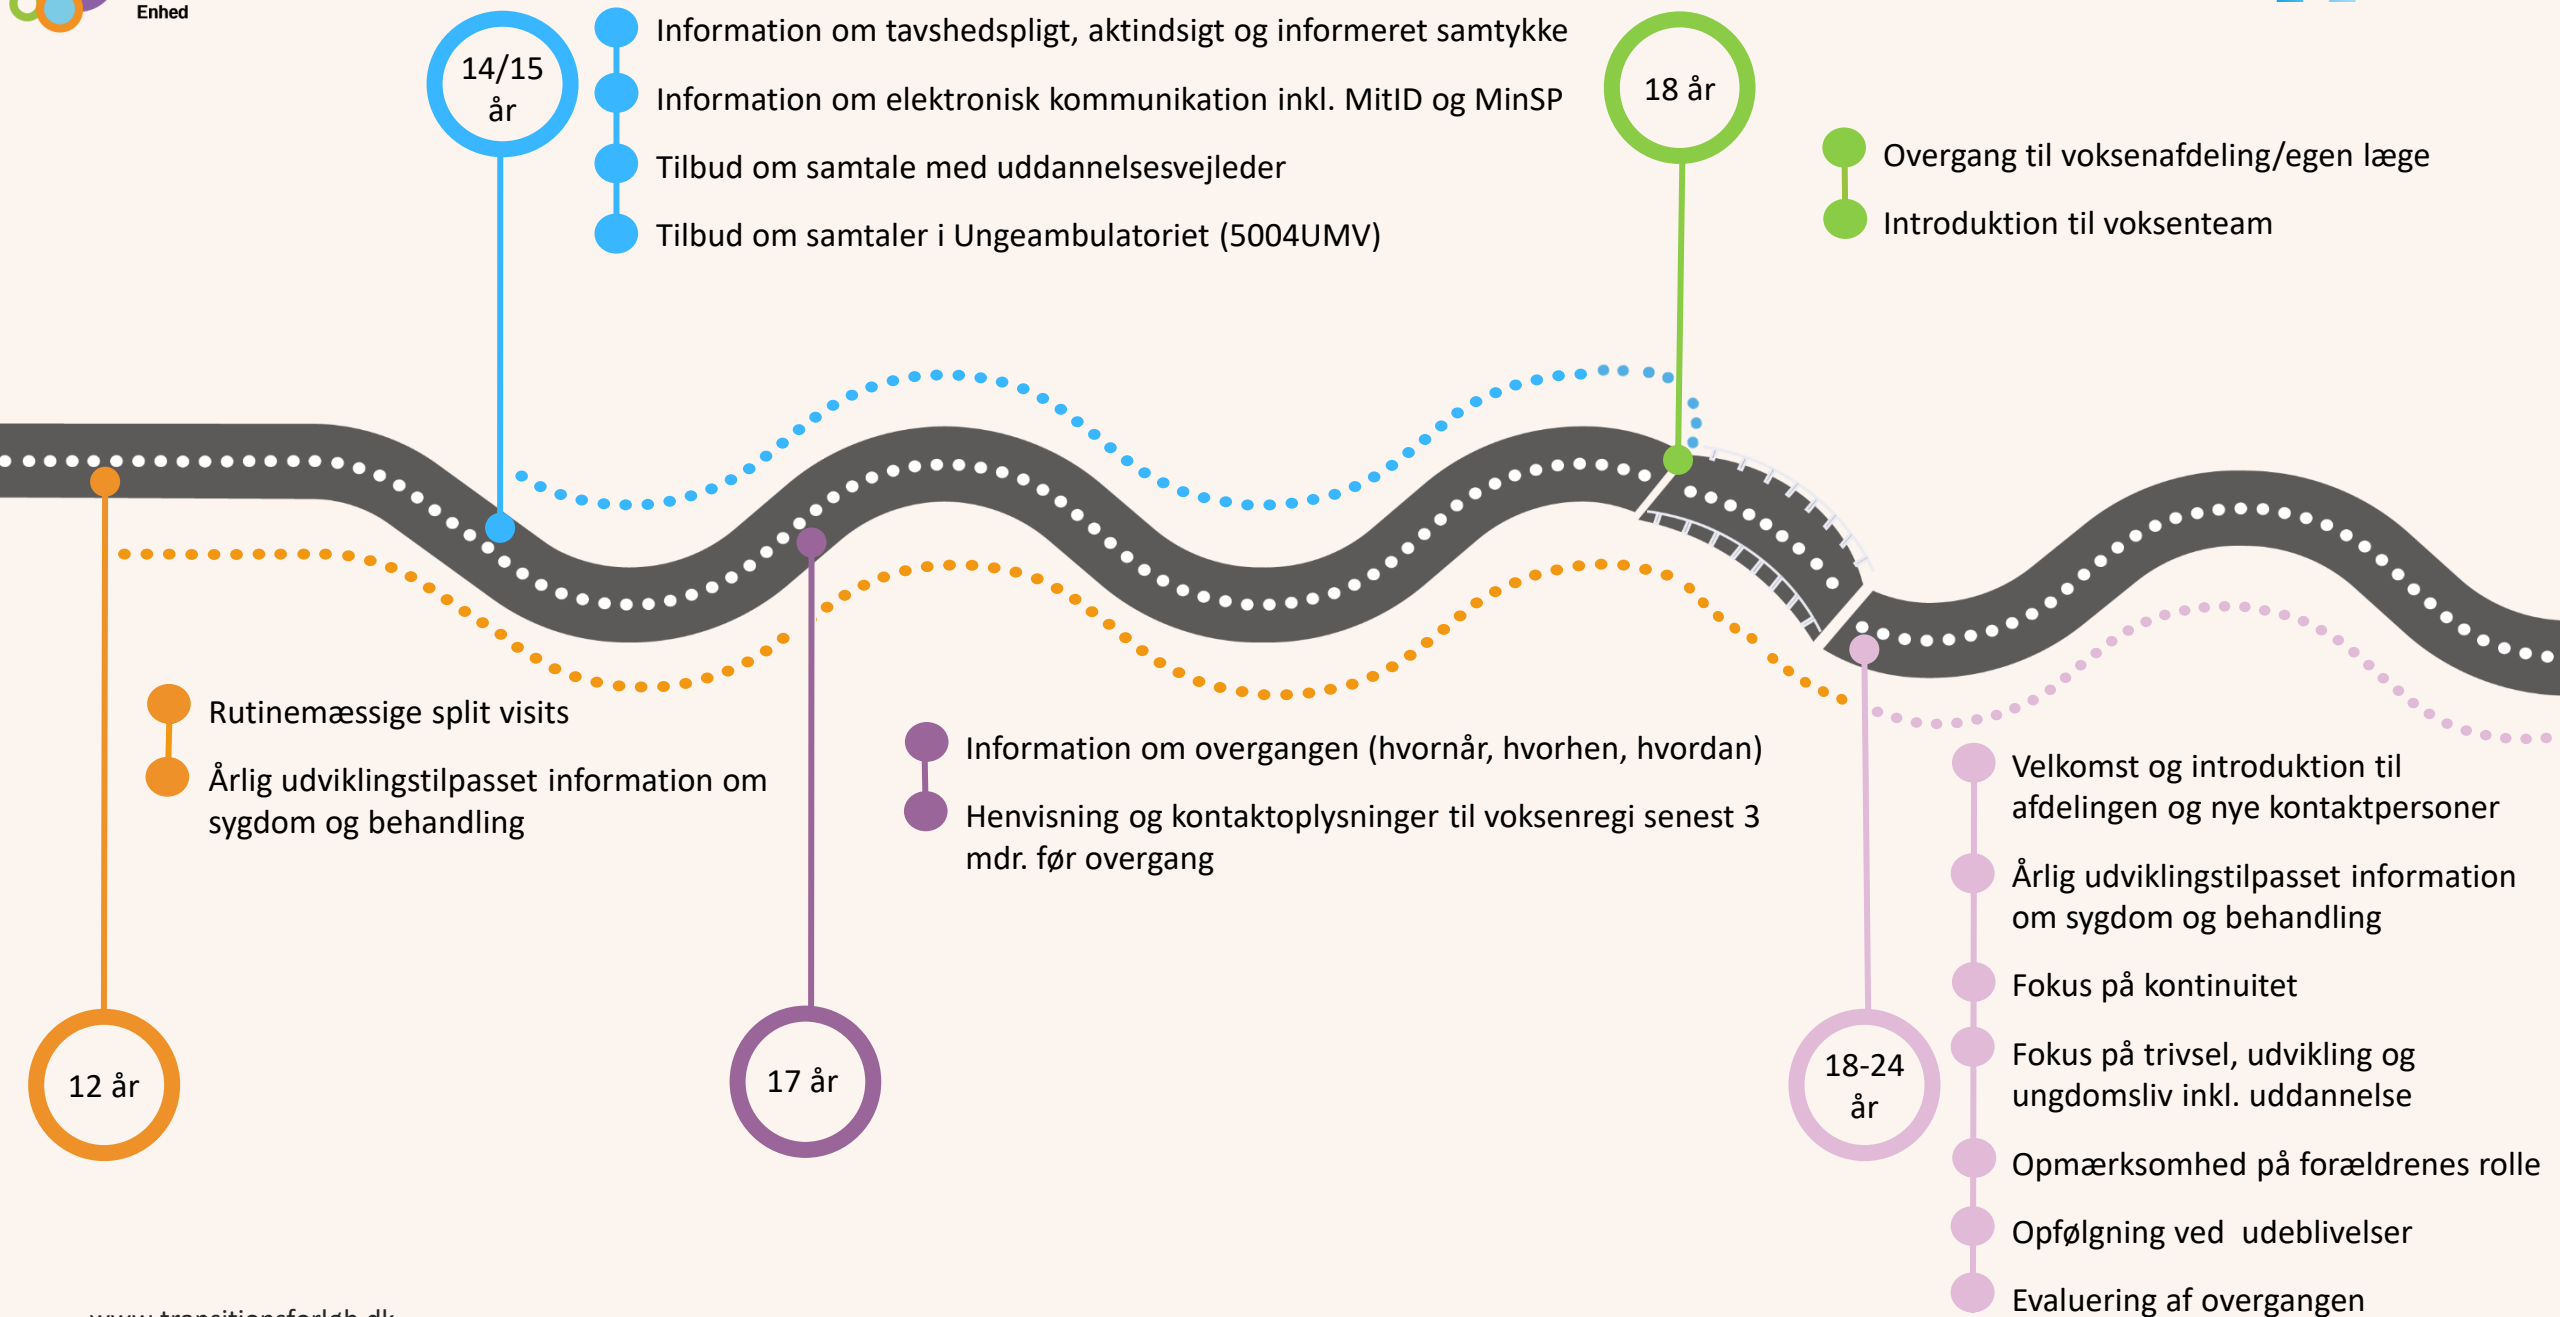 Enhed
14/15
år
Information om tavshedspligt, aktindsigt og informeret samtykke
Information om elektronisk kommunikation inkl. MitID og MinSP
Tilbud om samtale med uddannelsesvejleder
Tilbud om samtaler i Ungeambulatoriet (5004UMV)
18 år
Overgang til voksenafdeling/egen læge
Introduktion til voksenteam
Rutinemæssige split visits
Årlig udviklingstilpasset information om
sygdom og behandling
12 år
Information om overgangen (hvornår, hvorhen, hvordan)
Henvisning og kontaktoplysninger til voksenregi senest 3
mdr. før overgang
17 år
18-24
år
Velkomst og introduktion til
afdelingen og nye kontaktpersoner
Årlig udviklingstilpasset information
om sygdom og behandling
Fokus på kontinuitet
Fokus på trivsel, udvikling og
ungdomsliv inkl. uddannelse
Opmærksomhed på forældrenes rolle
Opfølgning ved  udeblivelser
Evaluering af overgangen
www.transitionsforløb.dk